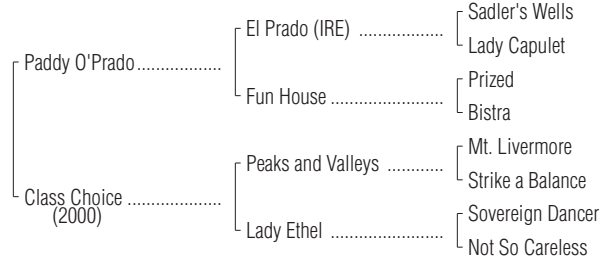 Sadler's Wells
El Prado (IRE) ...................
Lady Capulet
Paddy O'Prado ...................
Prized
Fun House .........................
Bistra
Mt. Livermore
Peaks and Valleys ............
Strike a Balance
Class Choice .....................
(2000)
Sovereign Dancer
Lady Ethel .........................
Not So Careless